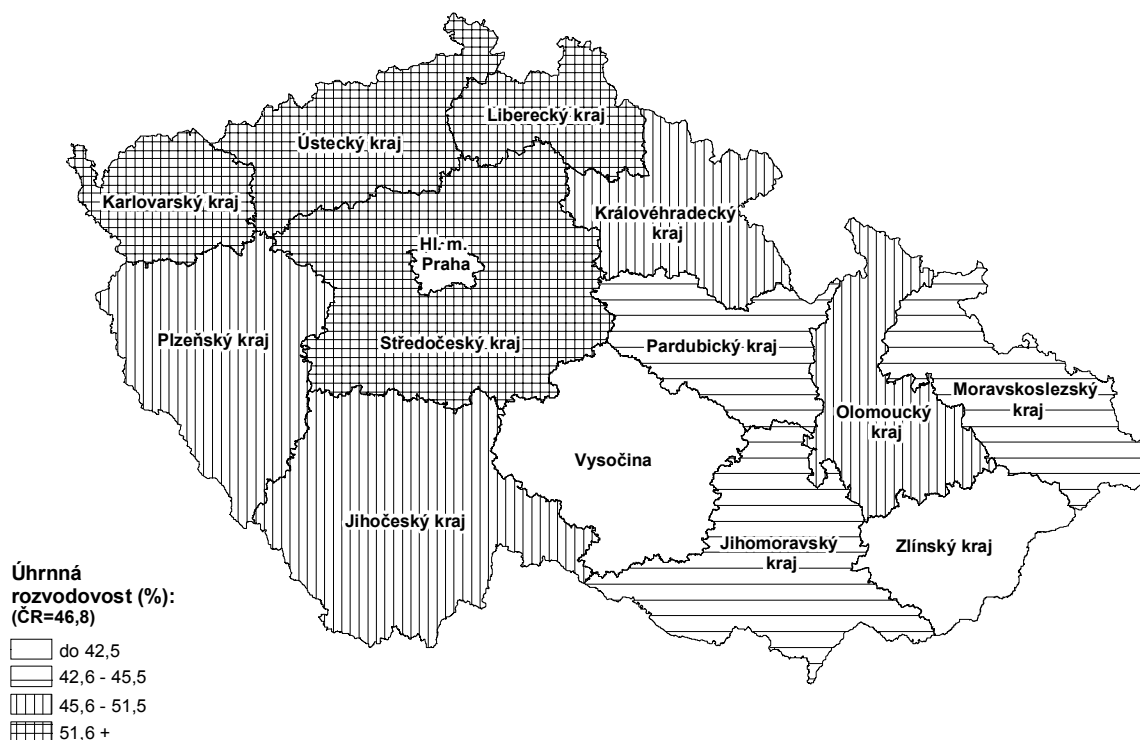 Liberecký kraj
Ústecký kraj
Karlovarský kraj
Královéhradecký
kraj
Hl. m.
Praha
Plzeňský kraj
Středočeský kraj
Pardubický kraj
Moravskoslezský
kraj
Olomoucký
kraj
Vysočina
Jihočeský kraj
Jihomoravský
kraj
Zlínský kraj
Úhrnná
rozvodovost (%):
(ČR=46,8)
do 42,5
42,6 - 45,5
45,6 - 51,5
51,6 +